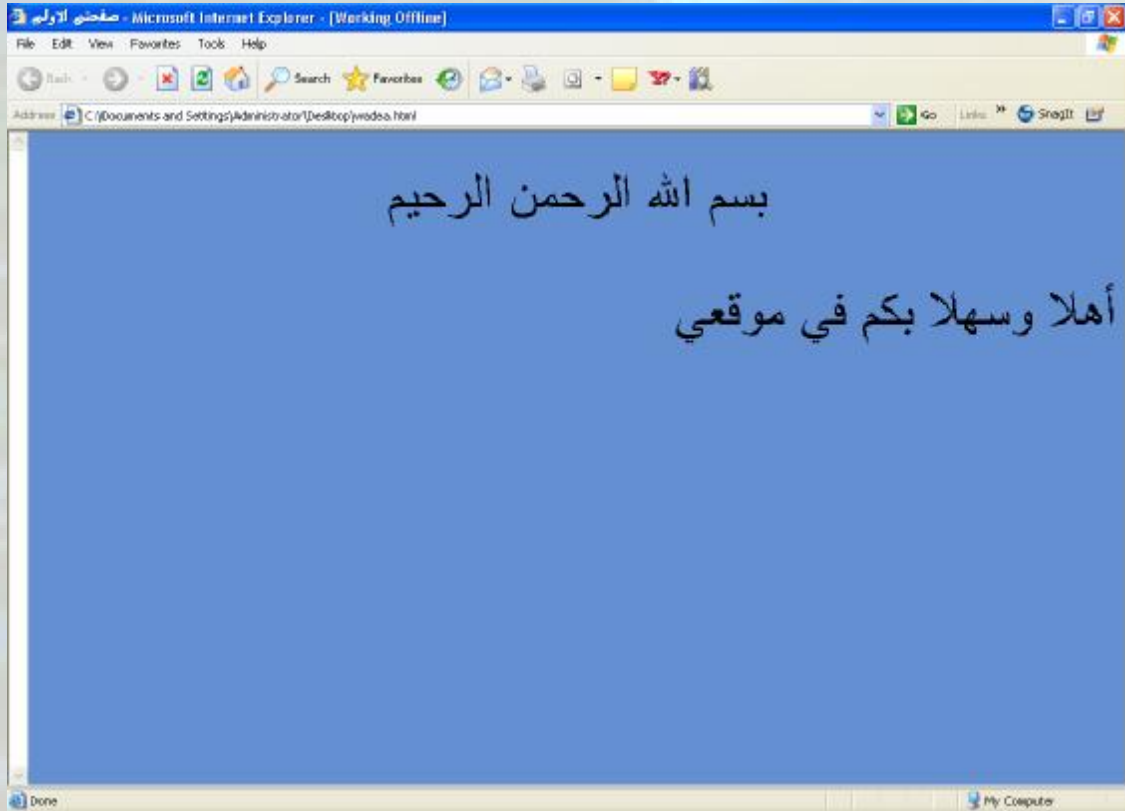 صفحتي الاولى - Microsoft Internet Explorer - [Working Offline]
File Edit View Favorites Tools Help
Back Search Favorites
Address C:\Documents and Settings\Administrator\Desktop\wadea.html Go Links » SnagIt
بسم الله الرحمن الرحيم
أهلا وسهلا بكم في موقعي
Done My Computer